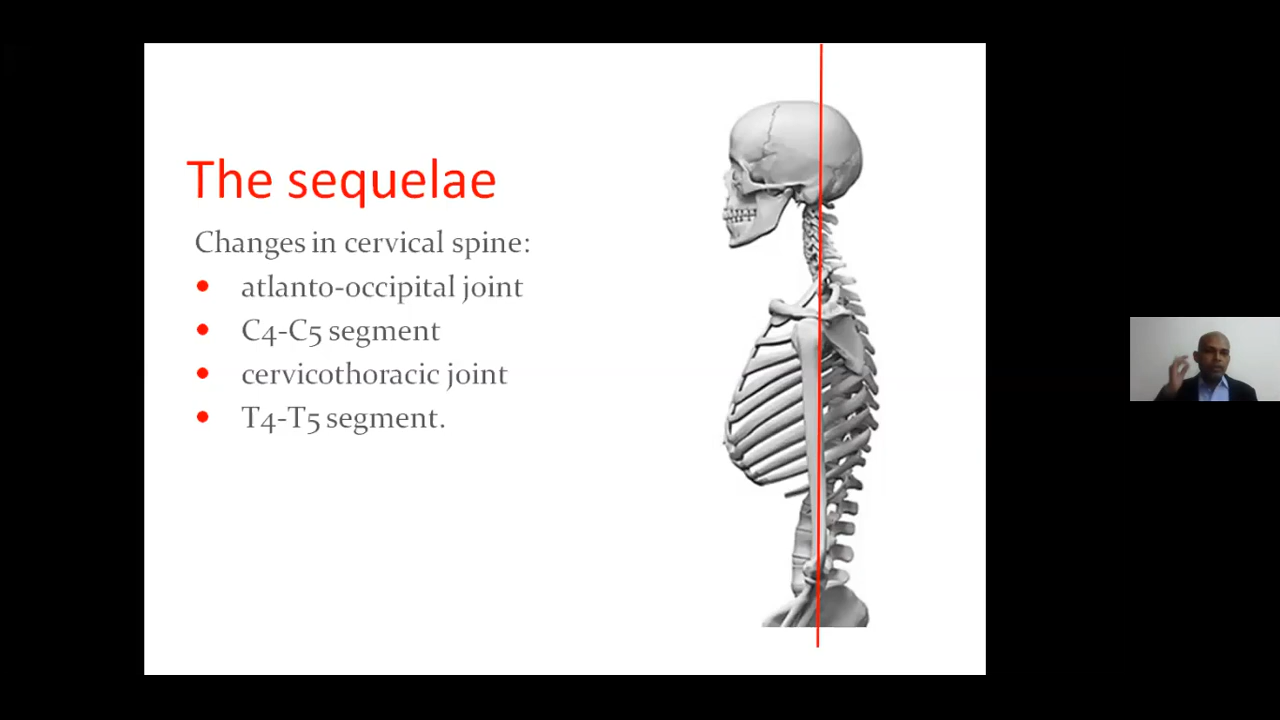 The sequelae
Changes in cervical spine:
• atlanto-occipital joint
• C4-C5 segment
• cervicothoracic joint
• T4-T5 segment.